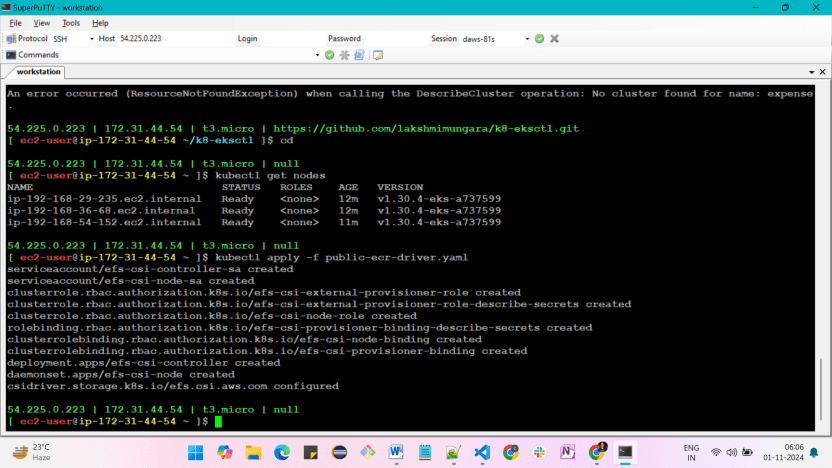 SuperPuTTY - workstation
File View Tools Help
Protocol SSH Host 54.225.0.223 Login Password Session daws-81s
Commands
workstation
An error occurred (ResourceNotFoundException) when calling the DescribeCluster operation: No cluster found for name: expense
.
54.225.0.223 | 172.31.44.54 | t3.micro | https://github.com/lakshmimungara/k8-eksctl.git
[ ec2-user@ip-172-31-44-54 ~/k8-eksctl ]$ cd
54.225.0.223 | 172.31.44.54 | t3.micro | null
[ ec2-user@ip-172-31-44-54 ~ ]$ kubectl get nodes
NAME STATUS ROLES AGE VERSION
ip-192-168-29-235.ec2.internal Ready <none> 12m v1.30.4-eks-a737599
ip-192-168-36-68.ec2.internal Ready <none> 12m v1.30.4-eks-a737599
ip-192-168-54-152.ec2.internal Ready <none> 11m v1.30.4-eks-a737599
54.225.0.223 | 172.31.44.54 | t3.micro | null
[ ec2-user@ip-172-31-44-54 ~ ]$ kubectl apply -f public-ecr-driver.yaml
serviceaccount/efs-csi-controller-sa created
serviceaccount/efs-csi-node-sa created
clusterrole.rbac.authorization.k8s.io/efs-csi-external-provisioner-role created
clusterrole.rbac.authorization.k8s.io/efs-csi-external-provisioner-role-describe-secrets created
clusterrole.rbac.authorization.k8s.io/efs-csi-node-role created
rolebinding.rbac.authorization.k8s.io/efs-csi-provisioner-binding-describe-secrets created
clusterrolebinding.rbac.authorization.k8s.io/efs-csi-node-binding created
clusterrolebinding.rbac.authorization.k8s.io/efs-csi-provisioner-binding created
deployment.apps/efs-csi-controller created
daemonset.apps/efs-csi-node created
csidriver.storage.k8s.io/efs.csi.aws.com configured
54.225.0.223 | 172.31.44.54 | t3.micro | null
[ ec2-user@ip-172-31-44-54 ~ ]$
23°C
Haze
ENG
IN
06:06
01-11-2024